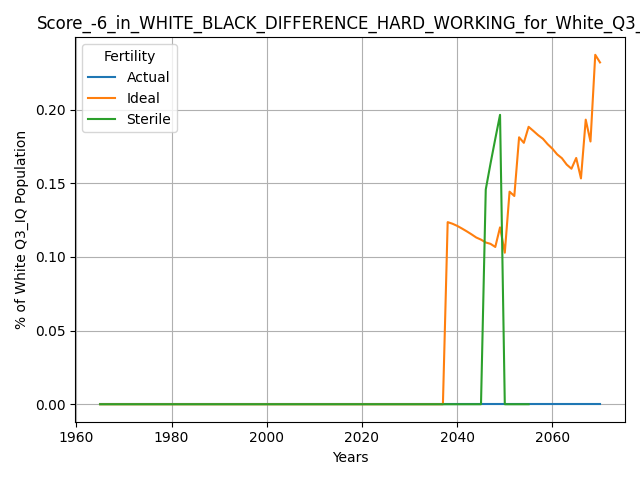 Score_-6_in_WHITE_BLACK_DIFFERENCE_HARD_WORKING_for_White_Q3_
Fertility
Actual
Ideal
Sterile
% of White Q3_IQ Population
0.20
0.15
0.10
0.05
0.00
1960 1980 2000 2020 2040 2060
Years